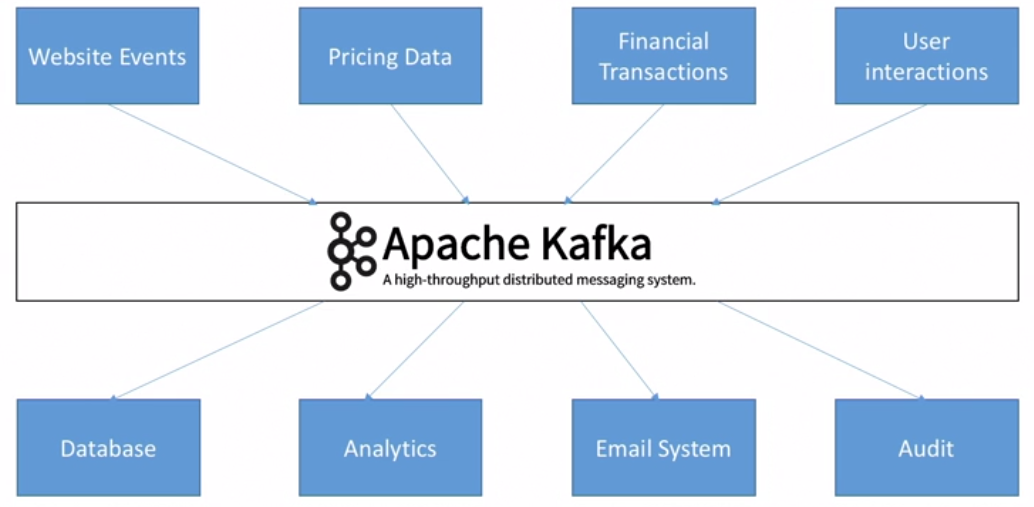 Website Events
Pricing Data
Financial
Transactions
User
interactions
Apache Kafka
A high-throughput distributed messaging system.
Database
Analytics
Email System
Audit